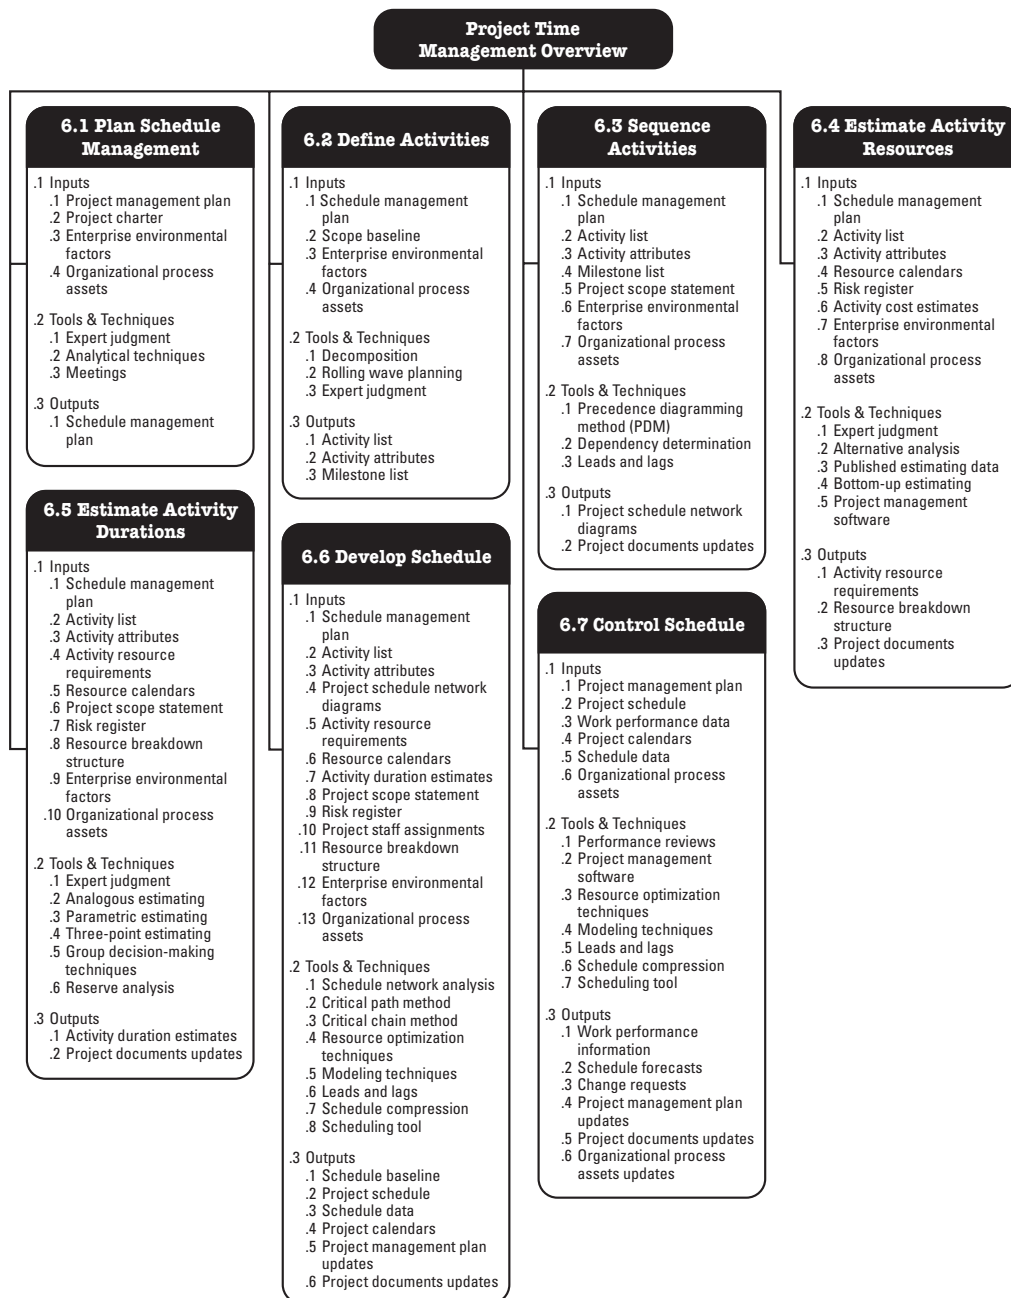 Project Time
Management Overview
6.1 Plan Schedule
Management
.1 Inputs
.1 Project management plan
.2 Project charter
.3 Enterprise environmental
factors
.4 Organizational process
assets
.2 Tools & Techniques
.1 Expert judgment
.2 Analytical techniques
.3 Meetings
.3 Outputs
.1 Schedule management
plan
6.2 Define Activities
.1 Inputs
.1 Schedule management
plan
.2 Scope baseline
.3 Enterprise environmental
factors
.4 Organizational process
assets
.2 Tools & Techniques
.1 Decomposition
.2 Rolling wave planning
.3 Expert judgment
.3 Outputs
.1 Activity list
.2 Activity attributes
.3 Milestone list
6.3 Sequence
Activities
.1 Inputs
.1 Schedule management
plan
.2 Activity list
.3 Activity attributes
.4 Milestone list
.5 Project scope statement
.6 Enterprise environmental
factors
.7 Organizational process
assets
.2 Tools & Techniques
.1 Precedence diagramming
method (PDM)
.2 Dependency determination
.3 Leads and lags
.3 Outputs
.1 Project schedule network
diagrams
.2 Project documents updates
6.4 Estimate Activity
Resources
.1 Inputs
.1 Schedule management
plan
.2 Activity list
.3 Activity attributes
.4 Resource calendars
.5 Risk register
.6 Activity cost estimates
.7 Enterprise environmental
factors
.8 Organizational process
assets
.2 Tools & Techniques
.1 Expert judgment
.2 Alternative analysis
.3 Published estimating data
.4 Bottom-up estimating
.5 Project management
software
.3 Outputs
.1 Activity resource
requirements
.2 Resource breakdown
structure
.3 Project documents
updates
6.5 Estimate Activity
Durations
.1 Inputs
.1 Schedule management
plan
.2 Activity list
.3 Activity attributes
.4 Activity resource
requirements
.5 Resource calendars
.6 Project scope statement
.7 Risk register
.8 Resource breakdown
structure
.9 Enterprise environmental
factors
.10 Organizational process
assets
.2 Tools & Techniques
.1 Expert judgment
.2 Analogous estimating
.3 Parametric estimating
.4 Three-point estimating
.5 Group decision-making
techniques
.6 Reserve analysis
.3 Outputs
.1 Activity duration estimates
.2 Project documents updates
6.6 Develop Schedule
.1 Inputs
.1 Schedule management
plan
.2 Activity list
.3 Activity attributes
.4 Project schedule network
diagrams
.5 Activity resource
requirements
.6 Resource calendars
.7 Activity duration estimates
.8 Project scope statement
.9 Risk register
.10 Project staff assignments
.11 Resource breakdown
structure
.12 Enterprise environmental
factors
.13 Organizational process
assets
.2 Tools & Techniques
.1 Schedule network analysis
.2 Critical path method
.3 Critical chain method
.4 Resource optimization
techniques
.5 Modeling techniques
.6 Leads and lags
.7 Schedule compression
.8 Scheduling tool
.3 Outputs
.1 Schedule baseline
.2 Project schedule
.3 Schedule data
.4 Project calendars
.5 Project management plan
updates
.6 Project documents updates
6.7 Control Schedule
.1 Inputs
.1 Project management plan
.2 Project schedule
.3 Work performance data
.4 Project calendars
.5 Schedule data
.6 Organizational process
assets
.2 Tools & Techniques
.1 Performance reviews
.2 Project management
software
.3 Resource optimization
techniques
.4 Modeling techniques
.5 Leads and lags
.6 Schedule compression
.7 Scheduling tool
.3 Outputs
.1 Work performance
information
.2 Schedule forecasts
.3 Change requests
.4 Project management plan
updates
.5 Project documents updates
.6 Organizational process
assets updates